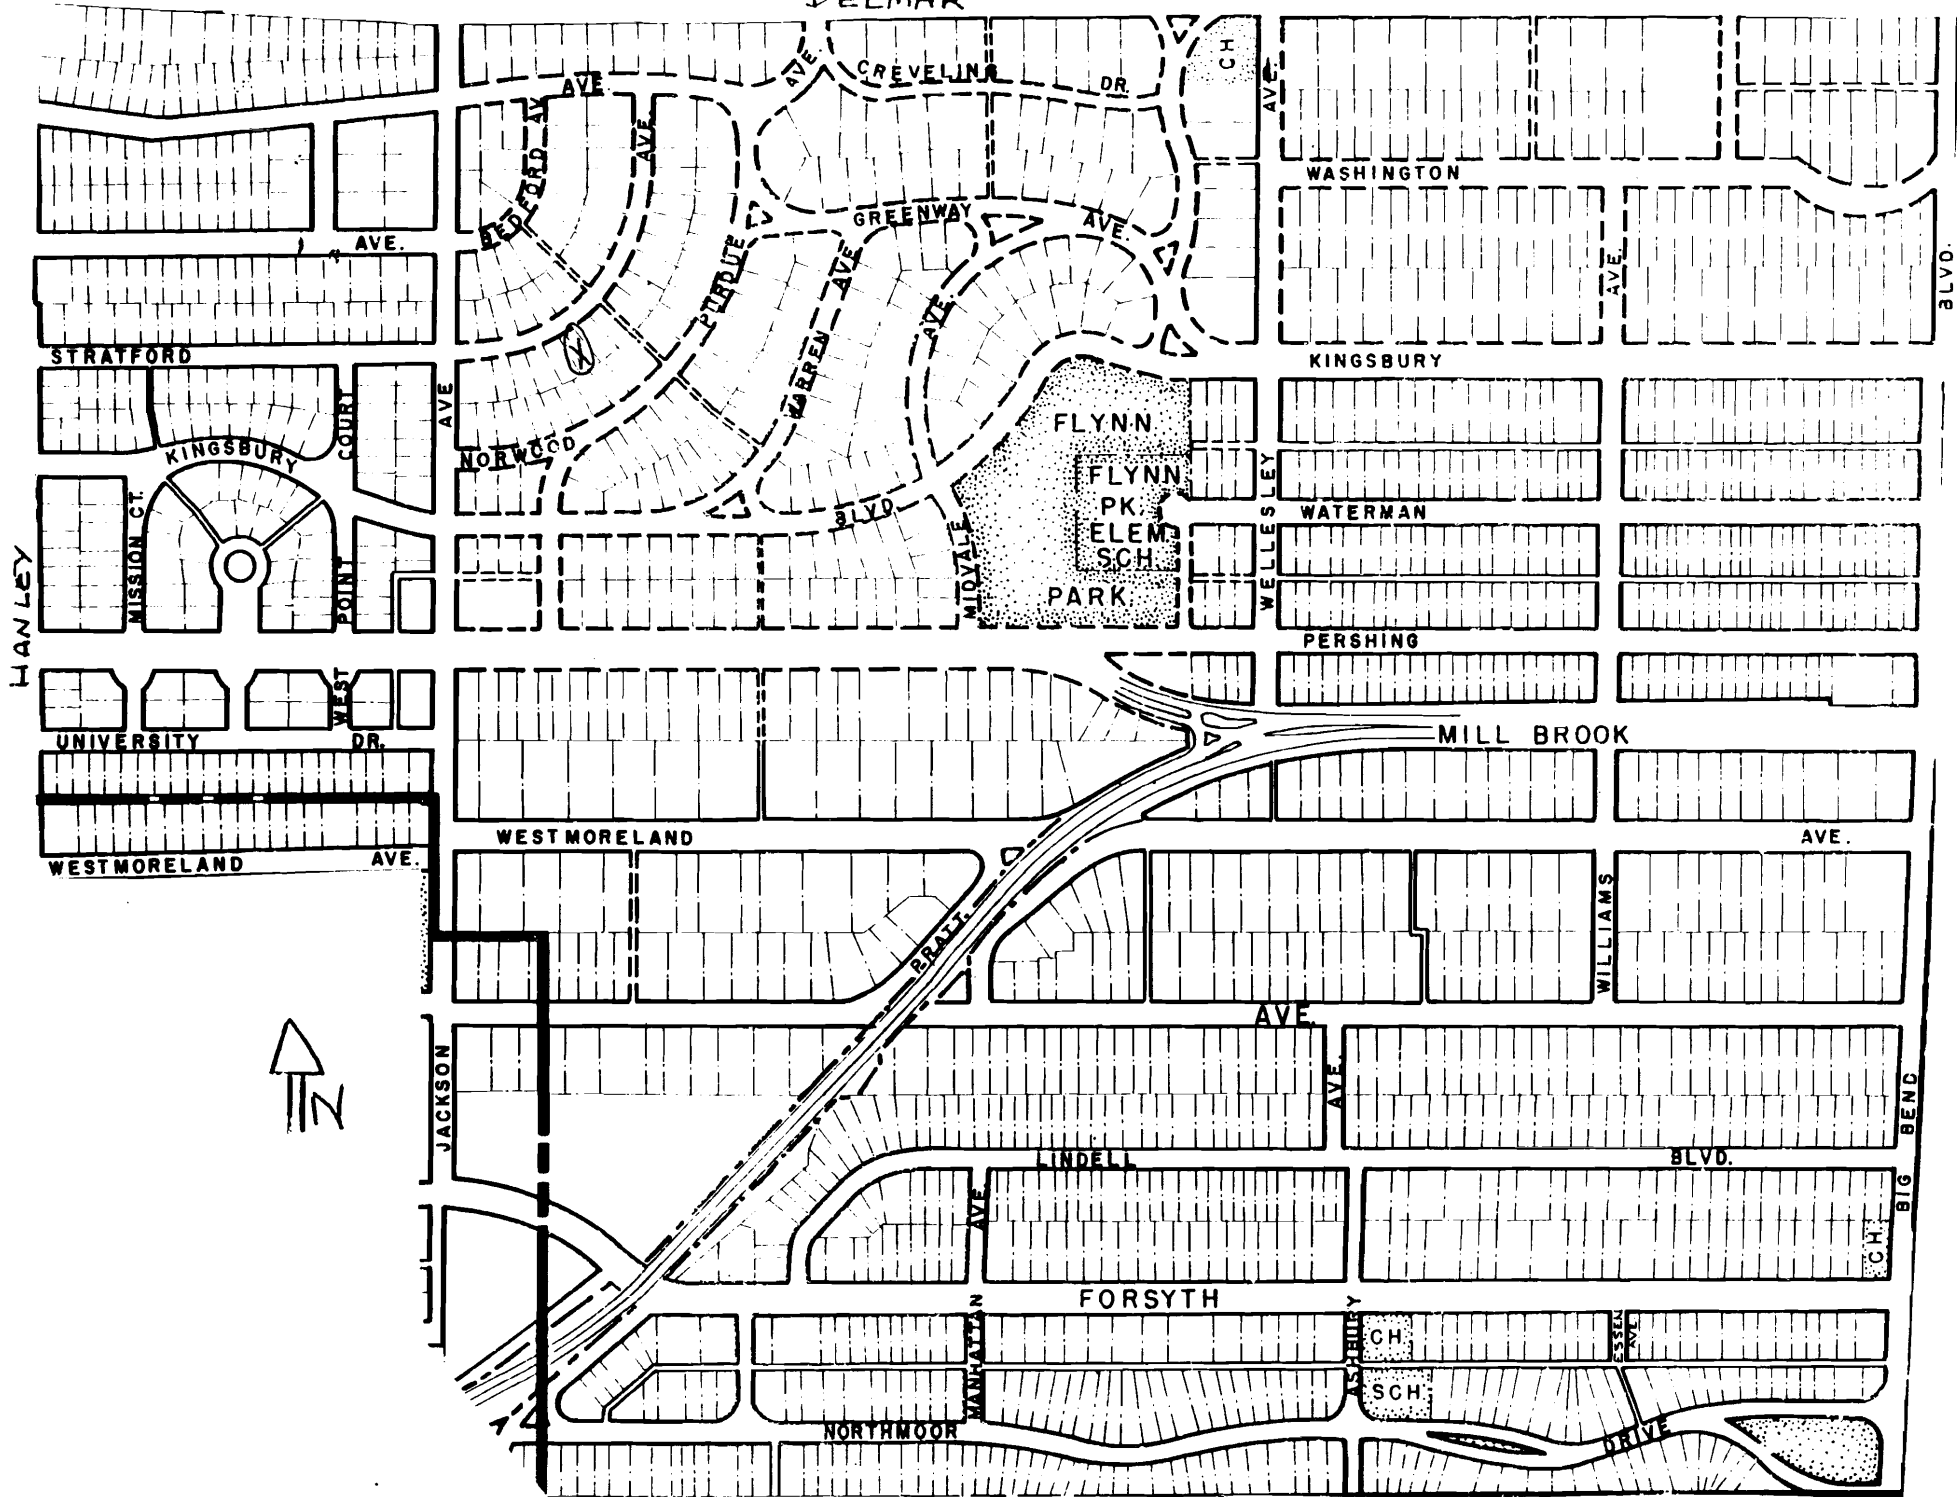 DELMAR
CH
AVE.
CREVELING
DR.
AVE.
AVE
BEDFORD AV
AVE.
WASHINGTON
AVE.
GREENWAY
AVE.
PURDUE
AVE
WARREN
AVE.
AVE.
BLVD.
STRATFORD
X
KINGSBURY
COURT
AVE
NORWOOD
KINGSBURY
FLYNN
FLYNN
PK.
ELEM
SCH.
PARK
WELLESLEY
WATERMAN
BLVD.
MIDVALE
MISSION CT.
POINT
HANLEY
PERSHING
WEST
UNIVERSITY DR.
MILL BROOK
WESTMORELAND AVE.
WESTMORELAND
AVE.
PRATT
WILLIAMS
AVE.
N
JACKSON
AVE.
BIG BEND
LINDELL BLVD.
AVE.
CH.
FORSYTH
MANHATTAN
ASHBURY
CH.
ESSEN AVE
SCH.
NORTHMOOR
DRIVE